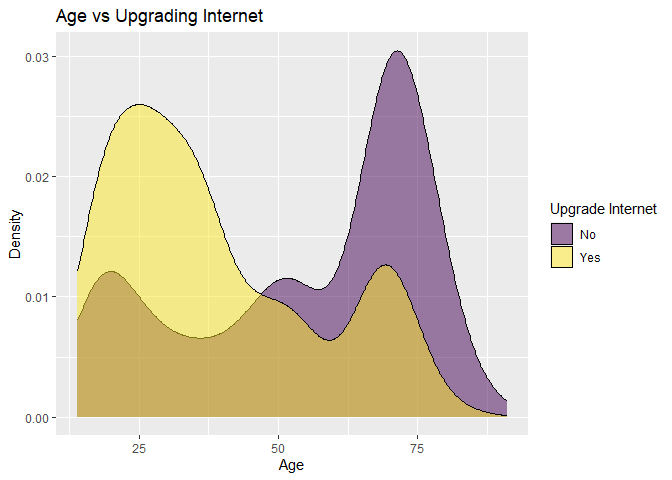 Age vs Upgrading Internet
0.03
0.02
0.01
0.00
Density
25 50 75
Age
Upgrade Internet
No
Yes